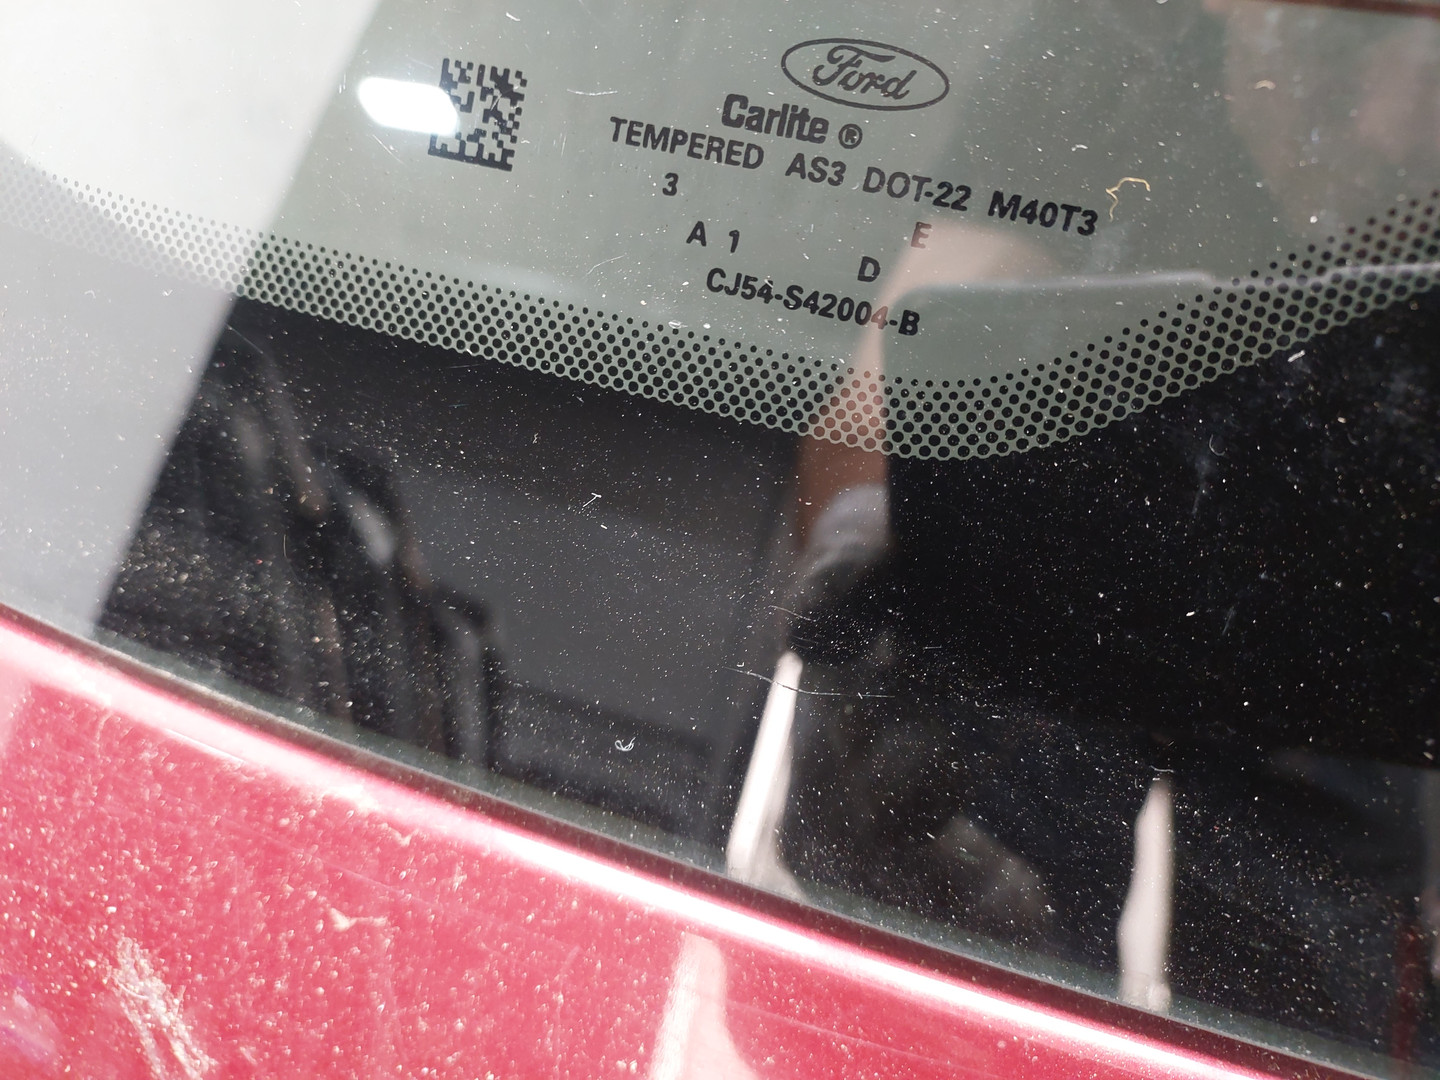 Ford
Carlite ®
TEMPERED AS3 DOT-22 M40T3
3
E
A 1
D
CJ54-S42004-B